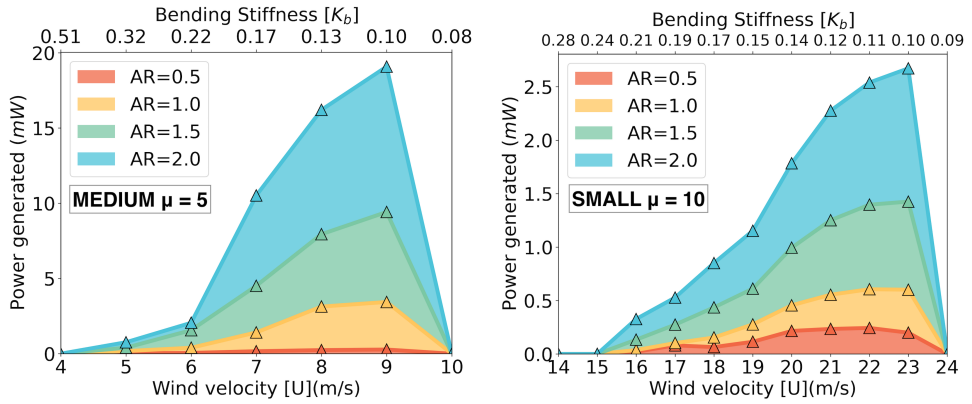 Bending Stiffness [K_b]
0.51 0.32 0.22 0.17 0.13 0.10 0.08
Power generated (mW)
20
15
10
5
0
AR=0.5
AR=1.0
AR=1.5
AR=2.0
MEDIUM μ = 5
4 5 6 7 8 9 10
Wind velocity [U](m/s)
Bending Stiffness [K_b]
0.28 0.24 0.21 0.19 0.17 0.15 0.14 0.12 0.11 0.10 0.09
Power generated (mW)
2.5
2.0
1.5
1.0
0.5
0.0
AR=0.5
AR=1.0
AR=1.5
AR=2.0
SMALL μ = 10
14 15 16 17 18 19 20 21 22 23 24
Wind velocity [U](m/s)